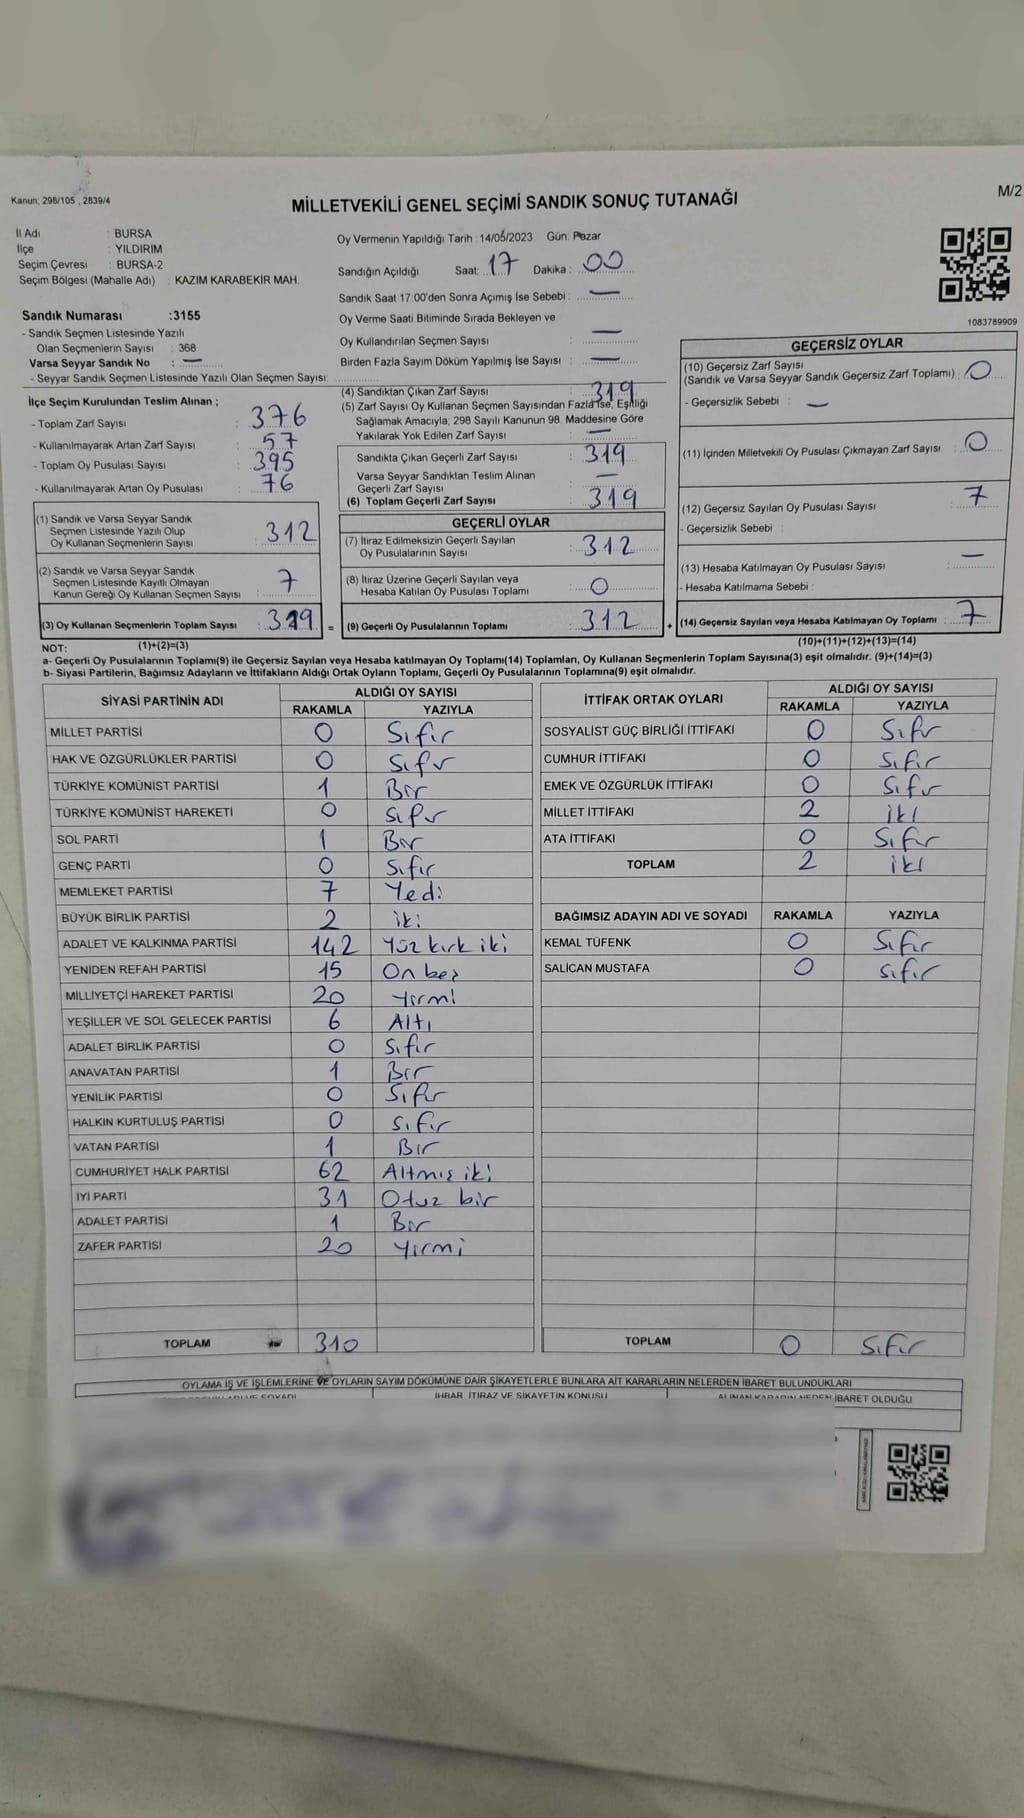 Kanun; 298/105 , 2839/4
MİLLETVEKİLİ GENEL SEÇİMİ SANDIK SONUÇ TUTANAĞI
M/2
İl Adı : BURSA
İlçe : YILDIRIM
Seçim Çevresi : BURSA-2
Seçim Bölgesi (Mahalle Adı) : KAZIM KARABEKİR MAH.
Oy Vermenin Yapıldığı Tarih : 14/05/2023 Gün: Pazar
Sandığın Açıldığı Saat: 17 Dakika : 00
Sandık Saat 17:00'den Sonra Açımış İse Sebebi : —
Oy Verme Saati Bitiminde Sırada Bekleyen ve
Oy Kullandırılan Seçmen Sayısı : —
Birden Fazla Sayım Döküm Yapılmış İse Sayısı : —
1083789909
Sandık Numarası :3155
- Sandık Seçmen Listesinde Yazılı
Olan Seçmenlerin Sayısı : 368
Varsa Seyyar Sandık No : —
- Seyyar Sandık Seçmen Listesinde Yazılı Olan Seçmen Sayısı:
İlçe Seçim Kurulundan Teslim Alınan ;
- Toplam Zarf Sayısı : 376
- Kullanılmayarak Artan Zarf Sayısı : 57
- Toplam Oy Pusulası Sayısı : 395
- Kullanılmayarak Artan Oy Pusulası : 76
(1) Sandık ve Varsa Seyyar Sandık
Seçmen Listesinde Yazılı Olup
Oy Kullanan Seçmenlerin Sayısı : 312
(2) Sandık ve Varsa Seyyar Sandık
Seçmen Listesinde Kayıtlı Olmayan
Kanun Gereği Oy Kullanan Seçmen Sayısı : 7
(3) Oy Kullanan Seçmenlerin Toplam Sayısı : 319 =
(4) Sandıktan Çıkan Zarf Sayısı : 319
(5) Zarf Sayısı Oy Kullanan Seçmen Sayısından Fazla ise, Eşitliği
Sağlamak Amacıyla, 298 Sayılı Kanunun 98. Maddesine Göre
Yakılarak Yok Edilen Zarf Sayısı : —
Sandıkta Çıkan Geçerli Zarf Sayısı : 319
Varsa Seyyar Sandıktan Teslim Alınan
Geçerli Zarf Sayısı : —
(6) Toplam Geçerli Zarf Sayısı : 319
GEÇERLİ OYLAR
(7) İtiraz Edilmeksizin Geçerli Sayılan
Oy Pusulalarının Sayısı : 312
(8) İtiraz Üzerine Geçerli Sayılan veya
Hesaba Katılan Oy Pusulası Toplamı : 0
(9) Geçerli Oy Pusulalarının Toplamı : 312 +
GEÇERSİZ OYLAR
(10) Geçersiz Zarf Sayısı
(Sandık ve Varsa Seyyar Sandık Geçersiz Zarf Toplamı) : 0
- Geçersizlik Sebebi : —
(11) İçinden Milletvekili Oy Pusulası Çıkmayan Zarf Sayısı : 0
(12) Geçersiz Sayılan Oy Pusulası Sayısı : 7
- Geçersizlik Sebebi :
(13) Hesaba Katılmayan Oy Pusulası Sayısı : —
- Hesaba Katılmama Sebebi :
(14) Geçersiz Sayılan veya Hesaba Katılmayan Oy Toplamı : 7
NOT: (1)+(2)=(3) (10)+(11)+(12)+(13)=(14)
a- Geçerli Oy Pusulalarının Toplamı(9) ile Geçersiz Sayılan veya Hesaba katılmayan Oy Toplamı(14) Toplamları, Oy Kullanan Seçmenlerin Toplam Sayısına(3) eşit olmalıdır. (9)+(14)=(3)
b- Siyasi Partilerin, Bağımsız Adayların ve İttifakların Aldığı Ortak Oyların Toplamı, Geçerli Oy Pusulalarının Toplamına(9) eşit olmalıdır.
SİYASİ PARTİNİN ADI ALDIĞI OY SAYISI
RAKAMLA YAZIYLA
MİLLET PARTİSİ 0 Sıfır
HAK VE ÖZGÜRLÜKLER PARTİSİ 0 Sıfır
TÜRKİYE KOMÜNİST PARTİSİ 1 Bir
TÜRKİYE KOMÜNİST HAREKETİ 0 Sıfır
SOL PARTİ 1 Bir
GENÇ PARTİ 0 Sıfır
MEMLEKET PARTİSİ 7 Yedi
BÜYÜK BİRLİK PARTİSİ 2 iki
ADALET VE KALKINMA PARTİSİ 142 Yüz kırk iki
YENİDEN REFAH PARTİSİ 15 On beş
MİLLİYETÇİ HAREKET PARTİSİ 20 yirmi
YEŞİLLER VE SOL GELECEK PARTİSİ 6 Altı
ADALET BİRLİK PARTİSİ 0 Sıfır
ANAVATAN PARTİSİ 1 Bir
YENİLİK PARTİSİ 0 Sıfır
HALKIN KURTULUŞ PARTİSİ 0 Sıfır
VATAN PARTİSİ 1 Bir
CUMHURİYET HALK PARTİSİ 62 Altmış iki
İYİ PARTİ 31 Otuz bir
ADALET PARTİSİ 1 Bir
ZAFER PARTİSİ 20 yirmi
TOPLAM 310
İTTİFAK ORTAK OYLARI ALDIĞI OY SAYISI
RAKAMLA YAZIYLA
SOSYALİST GÜÇ BİRLİĞİ İTTİFAKI 0 Sıfır
CUMHUR İTTİFAKI 0 Sıfır
EMEK VE ÖZGÜRLÜK İTTİFAKI 0 Sıfır
MİLLET İTTİFAKI 2 iki
ATA İTTİFAKI 0 Sıfır
TOPLAM 2 iki
BAĞIMSIZ ADAYIN ADI VE SOYADI RAKAMLA YAZIYLA
KEMAL TÜFENK 0 Sıfır
SALİCAN MUSTAFA 0 Sıfır
TOPLAM 0 Sıfır
OYLAMA İŞ VE İŞLEMLERİNE VE OYLARIN SAYIM DÖKÜMÜNE DAİR ŞİKAYETLERLE BUNLARA AİT KARARLARIN NELERDEN İBARET BULUNDUKLARI
İHBAR, İTİRAZ VE ŞİKAYETİN KONUSU ALINAN KARARIN NEDEN İBARET OLDUĞU